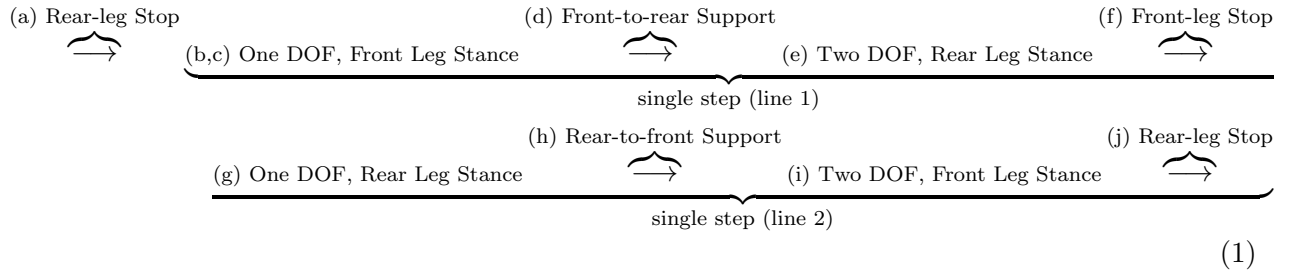 (a) Rear-leg Stop (d) Front-to-rear Support (f) Front-leg Stop
⟶ (b,c) One DOF, Front Leg Stance ⟶ (e) Two DOF, Rear Leg Stance ⟶
single step (line 1)
(h) Rear-to-front Support (j) Rear-leg Stop
(g) One DOF, Rear Leg Stance ⟶ (i) Two DOF, Front Leg Stance ⟶
single step (line 2)
(1)